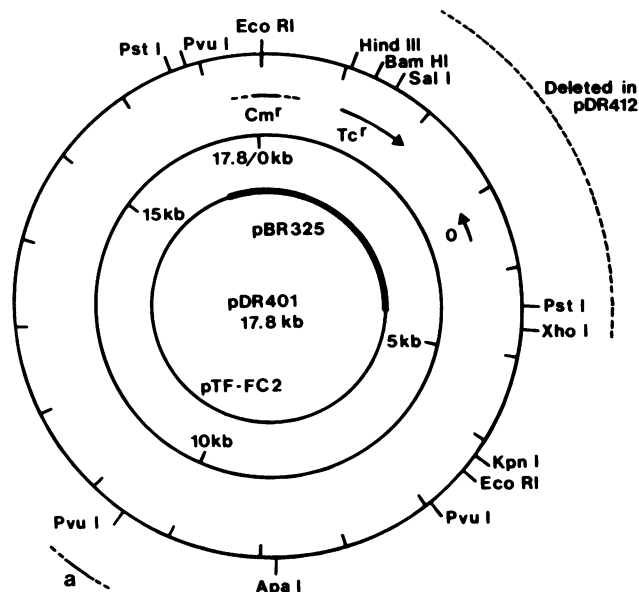 Eco RI
Pst I
Pvu I
Hind III
Bam HI
Sal I
Deleted in
pDR412
Cmr
Tcr
17.8/0kb
15kb
pBR325
o
pDR401
17.8 kb
Pst I
Xho I
5kb
pTF-FC2
10kb
Kpn I
Eco RI
Pvu I
Pvu I
a
Apa I